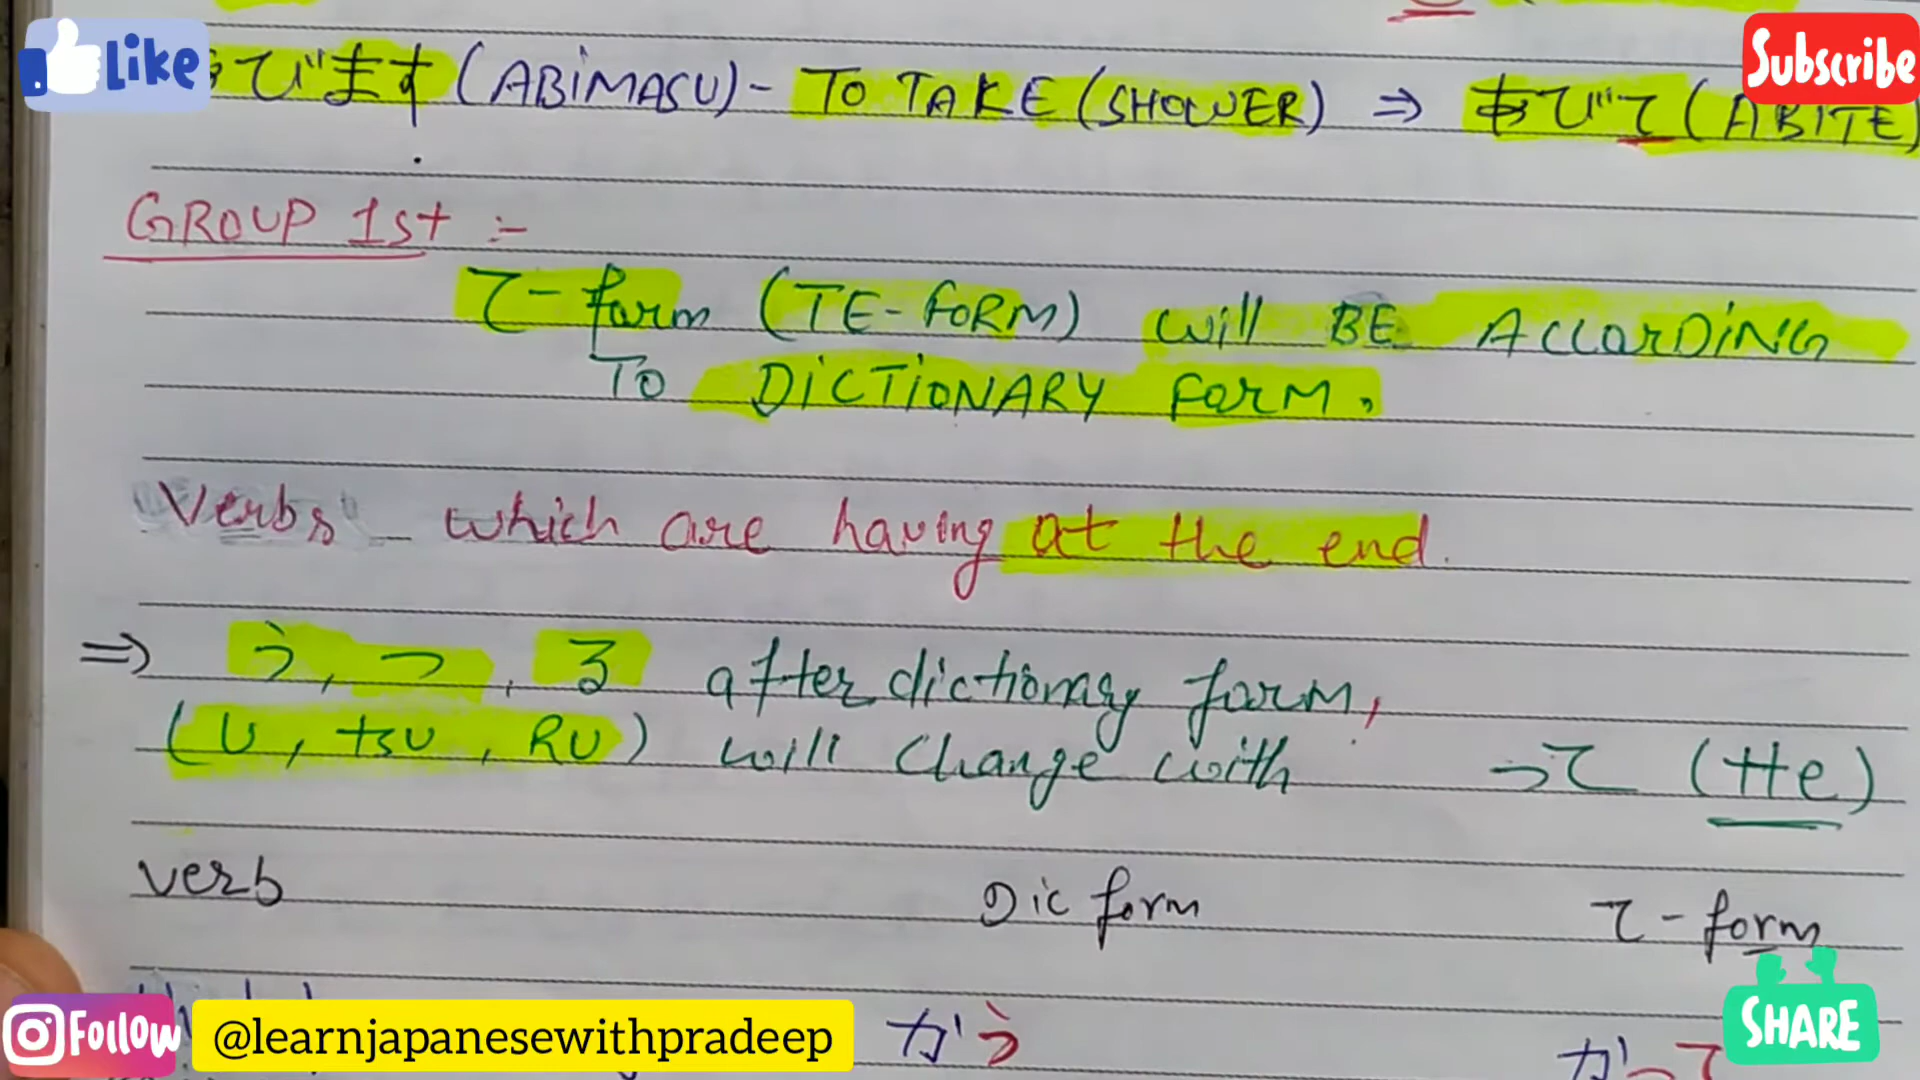 Like
びます (ABIMASU) - TO TAKE (SHOWER) ⇒ あびて (ABITE)
Subscribe
GROUP 1st :-
て - form (TE-FORM) will BE ACCORDING
TO DICTIONARY FORM.
"Verbs" which are having at the end.
⇒ う, つ, る after dictionary form,
(U, tsu, RU) will change with って (tte)
verb Dic form て - form
かう かって
Follow @learnjapanesewithpradeep
SHARE